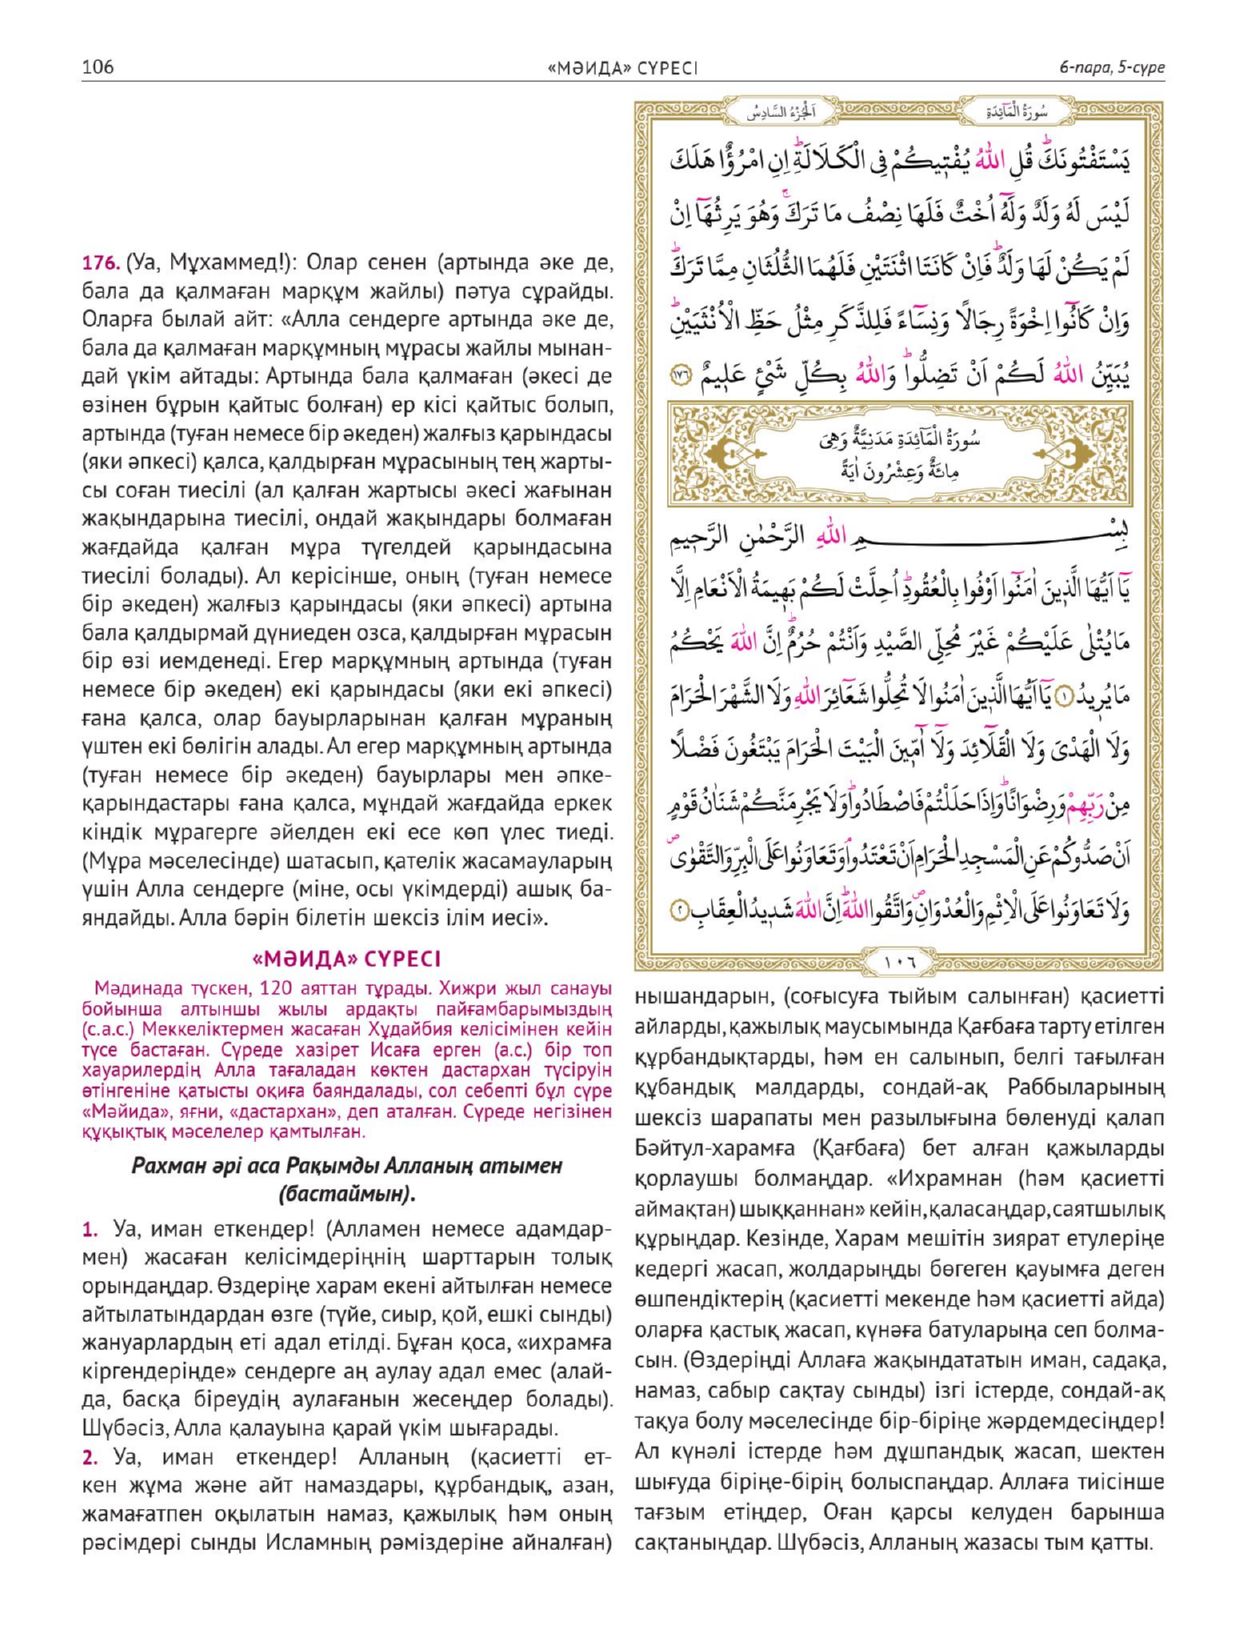 106
«МӘИДА» СҮРЕСІ
6-пара, 5-сүре
176. (Уа, Мұхаммед!): Олар сенен (артында әке де,
бала да қалмаған марқұм жайлы) пәтуа сұрайды.
Оларға былай айт: «Алла сендерге артында әке де,
бала да қалмаған марқұмның мұрасы жайлы мынан-
дай үкім айтады: Артында бала қалмаған (әкесі де
өзінен бұрын қайтыс болған) ер кісі қайтыс болып,
артында (туған немесе бір әкеден) жалғыз қарындасы
(яки әпкесі) қалса, қалдырған мұрасының тең жарты-
сы соған тиесілі (ал қалған жартысы әкесі жағынан
жақындарына тиесілі, ондай жақындары болмаған
жағдайда қалған мұра түгелдей қарындасына
тиесілі болады). Ал керісінше, оның (туған немесе
бір әкеден) жалғыз қарындасы (яки әпкесі) артына
бала қалдырмай дүниеден озса, қалдырған мұрасын
бір өзі иемденеді. Егер марқұмның артында (туған
немесе бір әкеден) екі қарындасы (яки екі әпкесі)
ғана қалса, олар бауырларынан қалған мұраның
үштен екі бөлігін алады. Ал егер марқұмның артында
(туған немесе бір әкеден) бауырлары мен әпке-
қарындастары ғана қалса, мұндай жағдайда еркек
кіндік мұрагерге әйелден екі есе көп үлес тиеді.
(Мұра мәселесінде) шатасып, қателік жасамауларың
үшін Алла сендерге (міне, осы үкімдерді) ашық ба-
яндайды. Алла бәрін білетін шексіз ілім иесі».
«МӘИДА» СҮРЕСІ
Мәдинада түскен, 120 аяттан тұрады. Хижри жыл санауы
бойынша алтыншы жылы ардақты пайғамбарымыздың
(с.а.с.) Меккеліктермен жасаған Құдайбия келісімінен кейін
түсе бастаған. Сүреде хазірет Исаға ерген (а.с.) бір топ
хауарилердің Алла тағаладан көктен дастархан түсіруін
өтінгеніне қатысты оқиға баяндалады, сол себепті бұл сүре
«Мәйида», яғни, «дастархан», деп аталған. Сүреде негізінен
құқықтық мәселелер қамтылған.
Рахман әрі аса Рақымды Алланың атымен
(бастаймын).
1. Уа, иман еткендер! (Алламен немесе адамдар-
мен) жасаған келісімдеріңнің шарттарын толық
орындаңдар. Өздеріңе харам екені айтылған немесе
айтылатындардан өзге (түйе, сиыр, қой, ешкі сынды)
жануарлардың еті адал етілді. Бұған қоса, «ихрамға
кіргендеріңде» сендерге аң аулау адал емес (алай-
да, басқа біреудің аулағанын жесеңдер болады).
Шүбәсіз, Алла қалауына қарай үкім шығарады.
2. Уа, иман еткендер! Алланың (қасиетті ет-
кен жұма және айт намаздары, құрбандық, азан,
жамағатпен оқылатын намаз, қажылық һәм оның
рәсімдері сынды Исламның рәміздеріне айналған)
اَلْجُزْءُ السَّادِسُ
سُورَةُ الْمَٓائِدَةِ
يَسْتَفْتُونَكَۜ قُلِ اللّٰهُ يُفْت۪يكُمْ فِي الْكَلَالَةِۜ اِنِ امْرُؤٌا هَلَكَ
لَيْسَ لَهُ وَلَدٌ وَلَهُٓ اُخْتٌ فَلَهَا نِصْفُ مَا تَرَكَۚ وَهُوَ يَرِثُهَٓا اِنْ
لَمْ يَكُنْ لَهَا وَلَدٌۜ فَاِنْ كَانَتَا اثْنَتَيْنِ فَلَهُمَا الثُّلُثَانِ مِمَّا تَرَكَۜ
وَاِنْ كَانُٓوا اِخْوَةً رِجَالًا وَنِسَٓاءً فَلِلذَّكَرِ مِثْلُ حَظِّ الْاُنْثَيَيْنِۜ
يُبَيِّنُ اللّٰهُ لَكُمْ اَنْ تَضِلُّواۜ وَاللّٰهُ بِكُلِّ شَيْءٍ عَل۪يمٌ ﴿١٧٦﴾
سُورَةُ الْمَٓائِدَةِ مَدَنِيَّةٌ وَهِيَ
مِائَةٌ وَعِشْرُونَ اٰيَةً
بِسْمِ اللّٰهِ الرَّحْمٰنِ الرَّح۪يمِ
يَٓا اَيُّهَا الَّذ۪ينَ اٰمَنُٓوا اَوْفُوا بِالْعُقُودِۜ اُحِلَّتْ لَكُمْ بَه۪يمَةُ الْاَنْعَامِ اِلَّا
مَا يُتْلٰى عَلَيْكُمْ غَيْرَ مُحِلِّي الصَّيْدِ وَاَنْتُمْ حُرُمٌۜ اِنَّ اللّٰهَ يَحْكُمُ
مَا يُر۪يدُ ﴿١﴾ يَٓا اَيُّهَا الَّذ۪ينَ اٰمَنُوا لَا تُحِلُّوا شَعَٓائِرَ اللّٰهِ وَلَا الشَّهْرَ الْحَرَامَ
وَلَا الْهَدْيَ وَلَا الْقَلَٓائِدَ وَلَٓا اٰمّ۪ينَ الْبَيْتَ الْحَرَامَ يَبْتَغُونَ فَضْلًا
مِنْ رَبِّهِمْ وَرِضْوَانًاۜ وَاِذَا حَلَلْتُمْ فَاصْطَادُواۜ وَلَا يَجْرِمَنَّكُمْ شَنَاٰنُ قَوْمٍ
اَنْ صَدُّوكُمْ عَنِ الْمَسْجِدِ الْحَرَامِ اَنْ تَعْتَدُواۢ وَتَعَاوَنُوا عَلَى الْبِرِّ وَالتَّقْوٰىۖ
وَلَا تَعَاوَنُوا عَلَى الْاِثْمِ وَالْعُدْوَانِۖ وَاتَّقُوا اللّٰهَۜ اِنَّ اللّٰهَ شَد۪يدُ الْعِقَابِ ﴿٢﴾
١٠٦
нышандарын, (соғысуға тыйым салынған) қасиетті
айларды, қажылық маусымында Қағбаға тарту етілген
құрбандықтарды, һәм ен салынып, белгі тағылған
құбандық малдарды, сондай-ақ Раббыларының
шексіз шарапаты мен разылығына бөленуді қалап
Бәйтул-харамға (Қағбаға) бет алған қажыларды
қорлаушы болмаңдар. «Ихрамнан (һәм қасиетті
аймақтан) шыққаннан» кейін, қаласаңдар, саятшылық
құрыңдар. Кезінде, Харам мешітін зиярат етулеріңе
кедергі жасап, жолдарыңды бөгеген қауымға деген
өшпендіктерің (қасиетті мекенде һәм қасиетті айда)
оларға қастық жасап, күнәға батуларыңа сеп болма-
сын. (Өздеріңді Аллаға жақындататын иман, садақа,
намаз, сабыр сақтау сынды) ізгі істерде, сондай-ақ
тақуа болу мәселесінде бір-біріңе жәрдемдесіңдер!
Ал күнәлі істерде һәм дұшпандық жасап, шектен
шығуда біріңе-бірің болыспаңдар. Аллаға тиісінше
тағзым етіңдер, Оған қарсы келуден барынша
сақтаныңдар. Шүбәсіз, Алланың жазасы тым қатты.